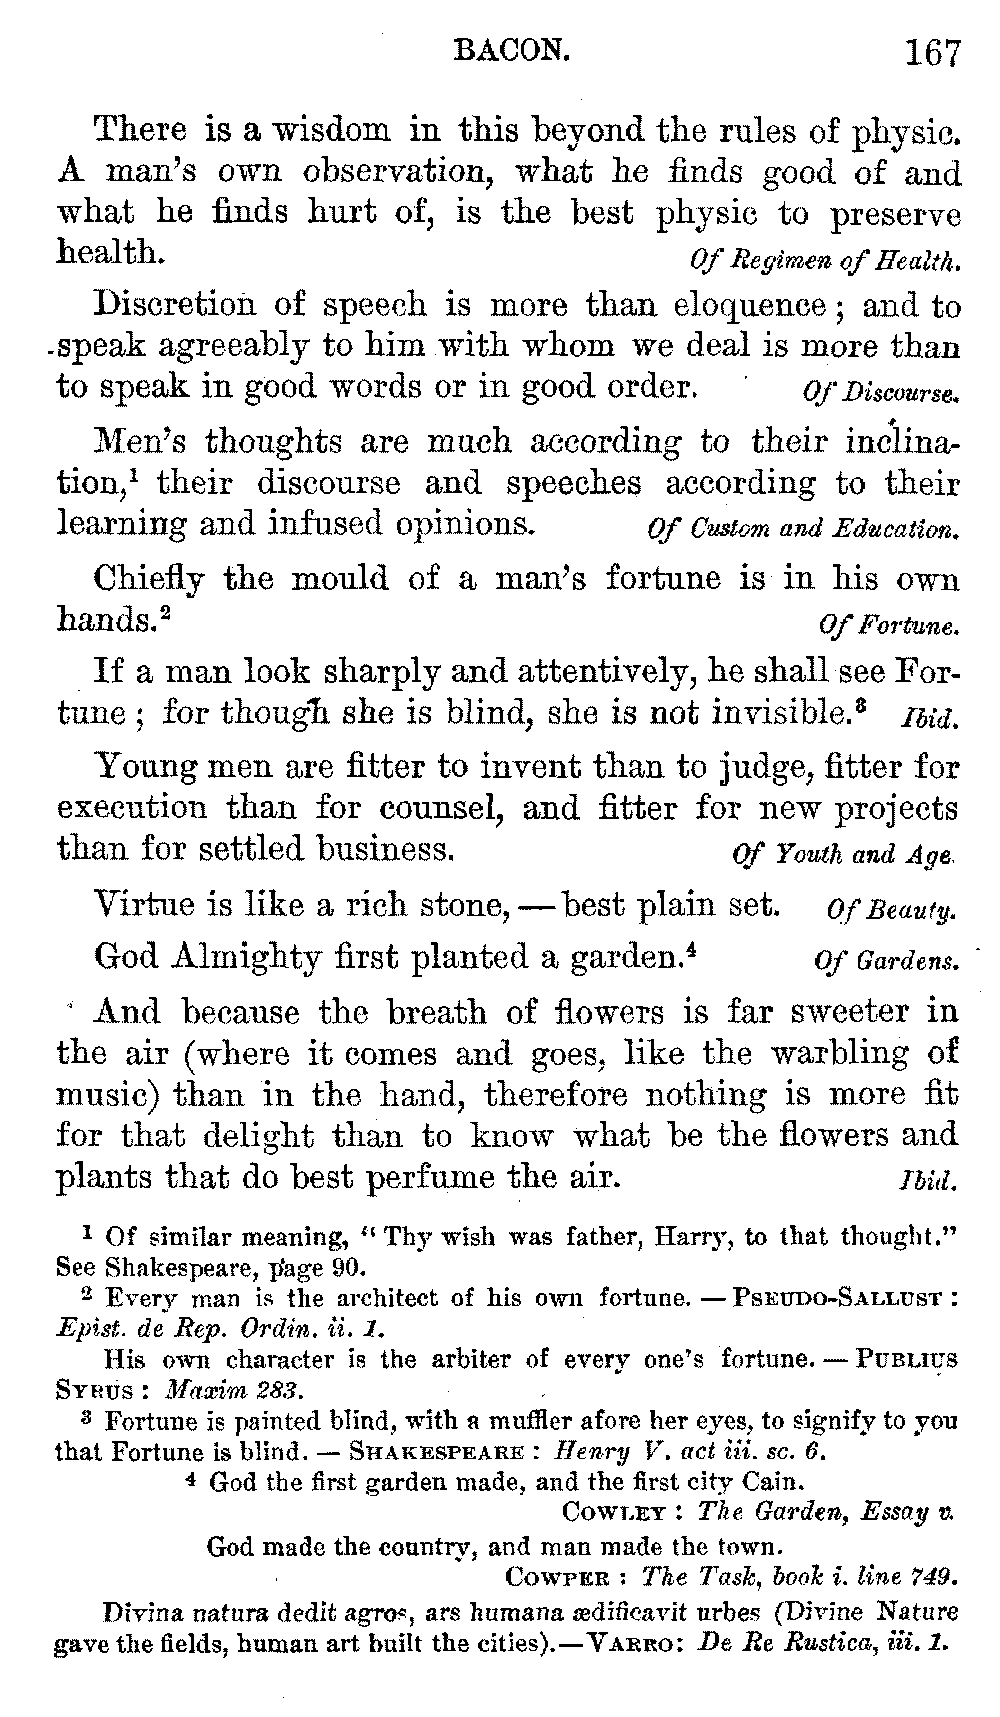 BACON. 167
There is a wisdom in this beyond the rules of physic.
A man's own observation, what he finds good of and
what he finds hurt of, is the best physic to preserve
health. Of Regimen of Health.
Discretion of speech is more than eloquence; and to
speak agreeably to him with whom we deal is more than
to speak in good words or in good order. Of Discourse.
Men's thoughts are much according to their inclina-
tion,¹ their discourse and speeches according to their
learning and infused opinions. Of Custom and Education.
Chiefly the mould of a man's fortune is in his own
hands.² Of Fortune.
If a man look sharply and attentively, he shall see For-
tune; for though she is blind, she is not invisible.³ Ibid.
Young men are fitter to invent than to judge, fitter for
execution than for counsel, and fitter for new projects
than for settled business. Of Youth and Age.
Virtue is like a rich stone, — best plain set. Of Beauty.
God Almighty first planted a garden.⁴ Of Gardens.
And because the breath of flowers is far sweeter in
the air (where it comes and goes, like the warbling of
music) than in the hand, therefore nothing is more fit
for that delight than to know what be the flowers and
plants that do best perfume the air. Ibid.
¹ Of similar meaning, "Thy wish was father, Harry, to that thought."
See Shakespeare, page 90.
² Every man is the architect of his own fortune. — PSEUDO-SALLUST:
Epist. de Rep. Ordin. ii. 1.
His own character is the arbiter of every one's fortune. — PUBLIUS
SYRUS: Maxim 283.
³ Fortune is painted blind, with a muffler afore her eyes, to signify to you
that Fortune is blind. — SHAKESPEARE: Henry V. act iii. sc. 6.
⁴ God the first garden made, and the first city Cain.
COWLEY: The Garden, Essay v.
God made the country, and man made the town.
COWPER: The Task, book i. line 749.
Divina natura dedit agros, ars humana ædificavit urbes (Divine Nature
gave the fields, human art built the cities).—VARRO: De Re Rustica, iii. 1.